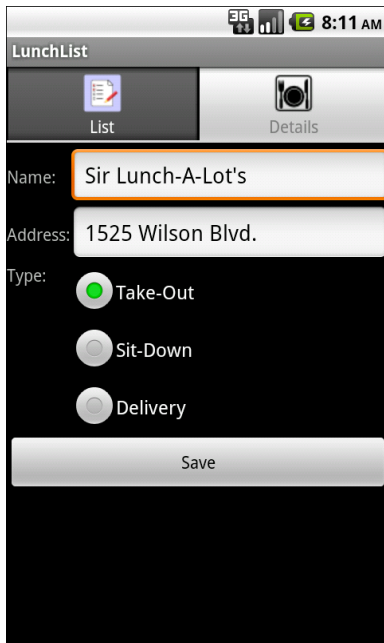 3G 8:11 AM
LunchList
List Details
Name: Sir Lunch-A-Lot's
Address: 1525 Wilson Blvd.
Type: Take-Out
Sit-Down
Delivery
Save